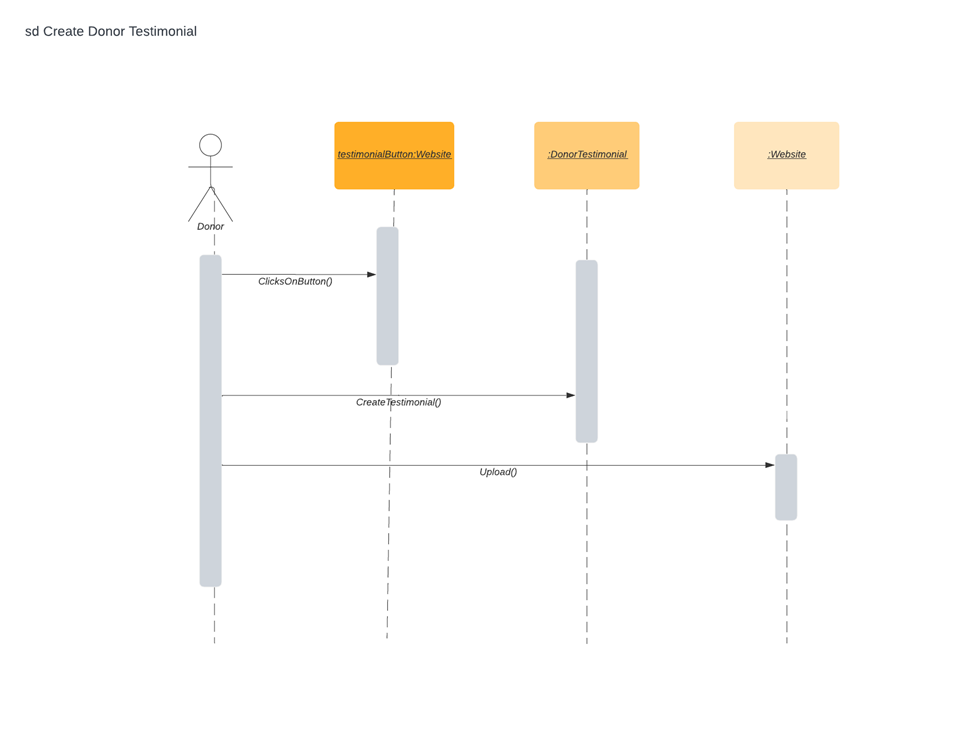 sd Create Donor Testimonial
testimonialButton:Website
:DonorTestimonial
:Website
Donor
ClicksOnButton()
CreateTestimonial()
Upload()